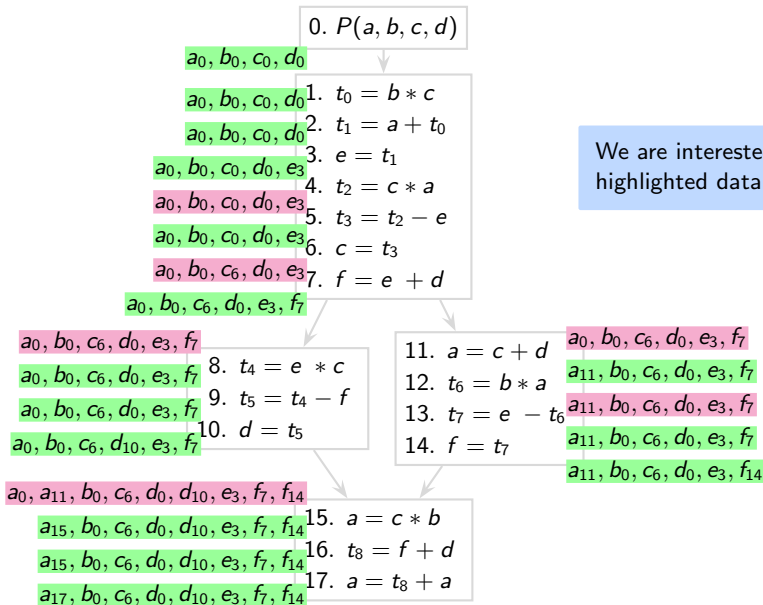 0. P(a, b, c, d)
a₀, b₀, c₀, d₀
a₀, b₀, c₀, d₀
1. t₀ = b ∗ c
a₀, b₀, c₀, d₀
2. t₁ = a + t₀
a₀, b₀, c₀, d₀, e₃
3. e = t₁
4. t₂ = c ∗ a
a₀, b₀, c₀, d₀, e₃
5. t₃ = t₂ − e
a₀, b₀, c₀, d₀, e₃
6. c = t₃
a₀, b₀, c₆, d₀, e₃
7. f = e + d
a₀, b₀, c₆, d₀, e₃, f₇
We are intereste
highlighted data
a₀, b₀, c₆, d₀, e₃, f₇
8. t₄ = e ∗ c
a₀, b₀, c₆, d₀, e₃, f₇
9. t₅ = t₄ − f
a₀, b₀, c₆, d₀, e₃, f₇
10. d = t₅
a₀, b₀, c₆, d₁₀, e₃, f₇
11. a = c + d
a₀, b₀, c₆, d₀, e₃, f₇
12. t₆ = b ∗ a
a₁₁, b₀, c₆, d₀, e₃, f₇
13. t₇ = e − t₆
a₁₁, b₀, c₆, d₀, e₃, f₇
14. f = t₇
a₁₁, b₀, c₆, d₀, e₃, f₇
a₁₁, b₀, c₆, d₀, e₃, f₁₄
a₀, a₁₁, b₀, c₆, d₀, d₁₀, e₃, f₇, f₁₄
15. a = c ∗ b
a₁₅, b₀, c₆, d₀, d₁₀, e₃, f₇, f₁₄
16. t₈ = f + d
a₁₅, b₀, c₆, d₀, d₁₀, e₃, f₇, f₁₄
17. a = t₈ + a
a₁₇, b₀, c₆, d₀, d₁₀, e₃, f₇, f₁₄